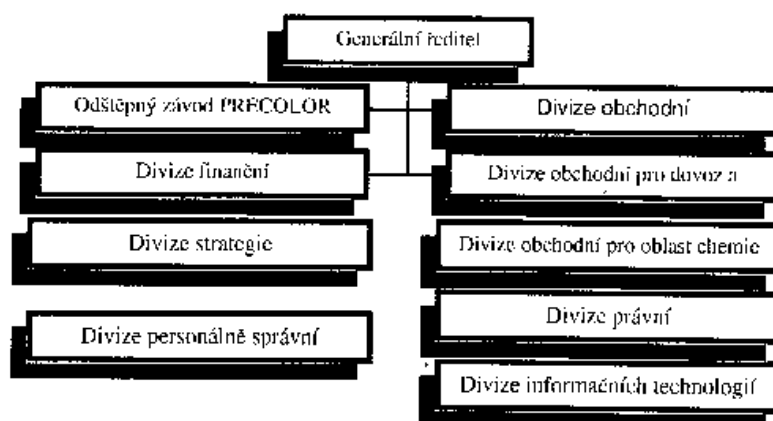 Generální ředitel
Odštěpný závod PRECOLOR
Divize obchodní
Divize finanční
Divize obchodní pro dovoz a
Divize strategie
Divize obchodní pro oblast chemie
Divize personálně správní
Divize právní
Divize informačních technologií